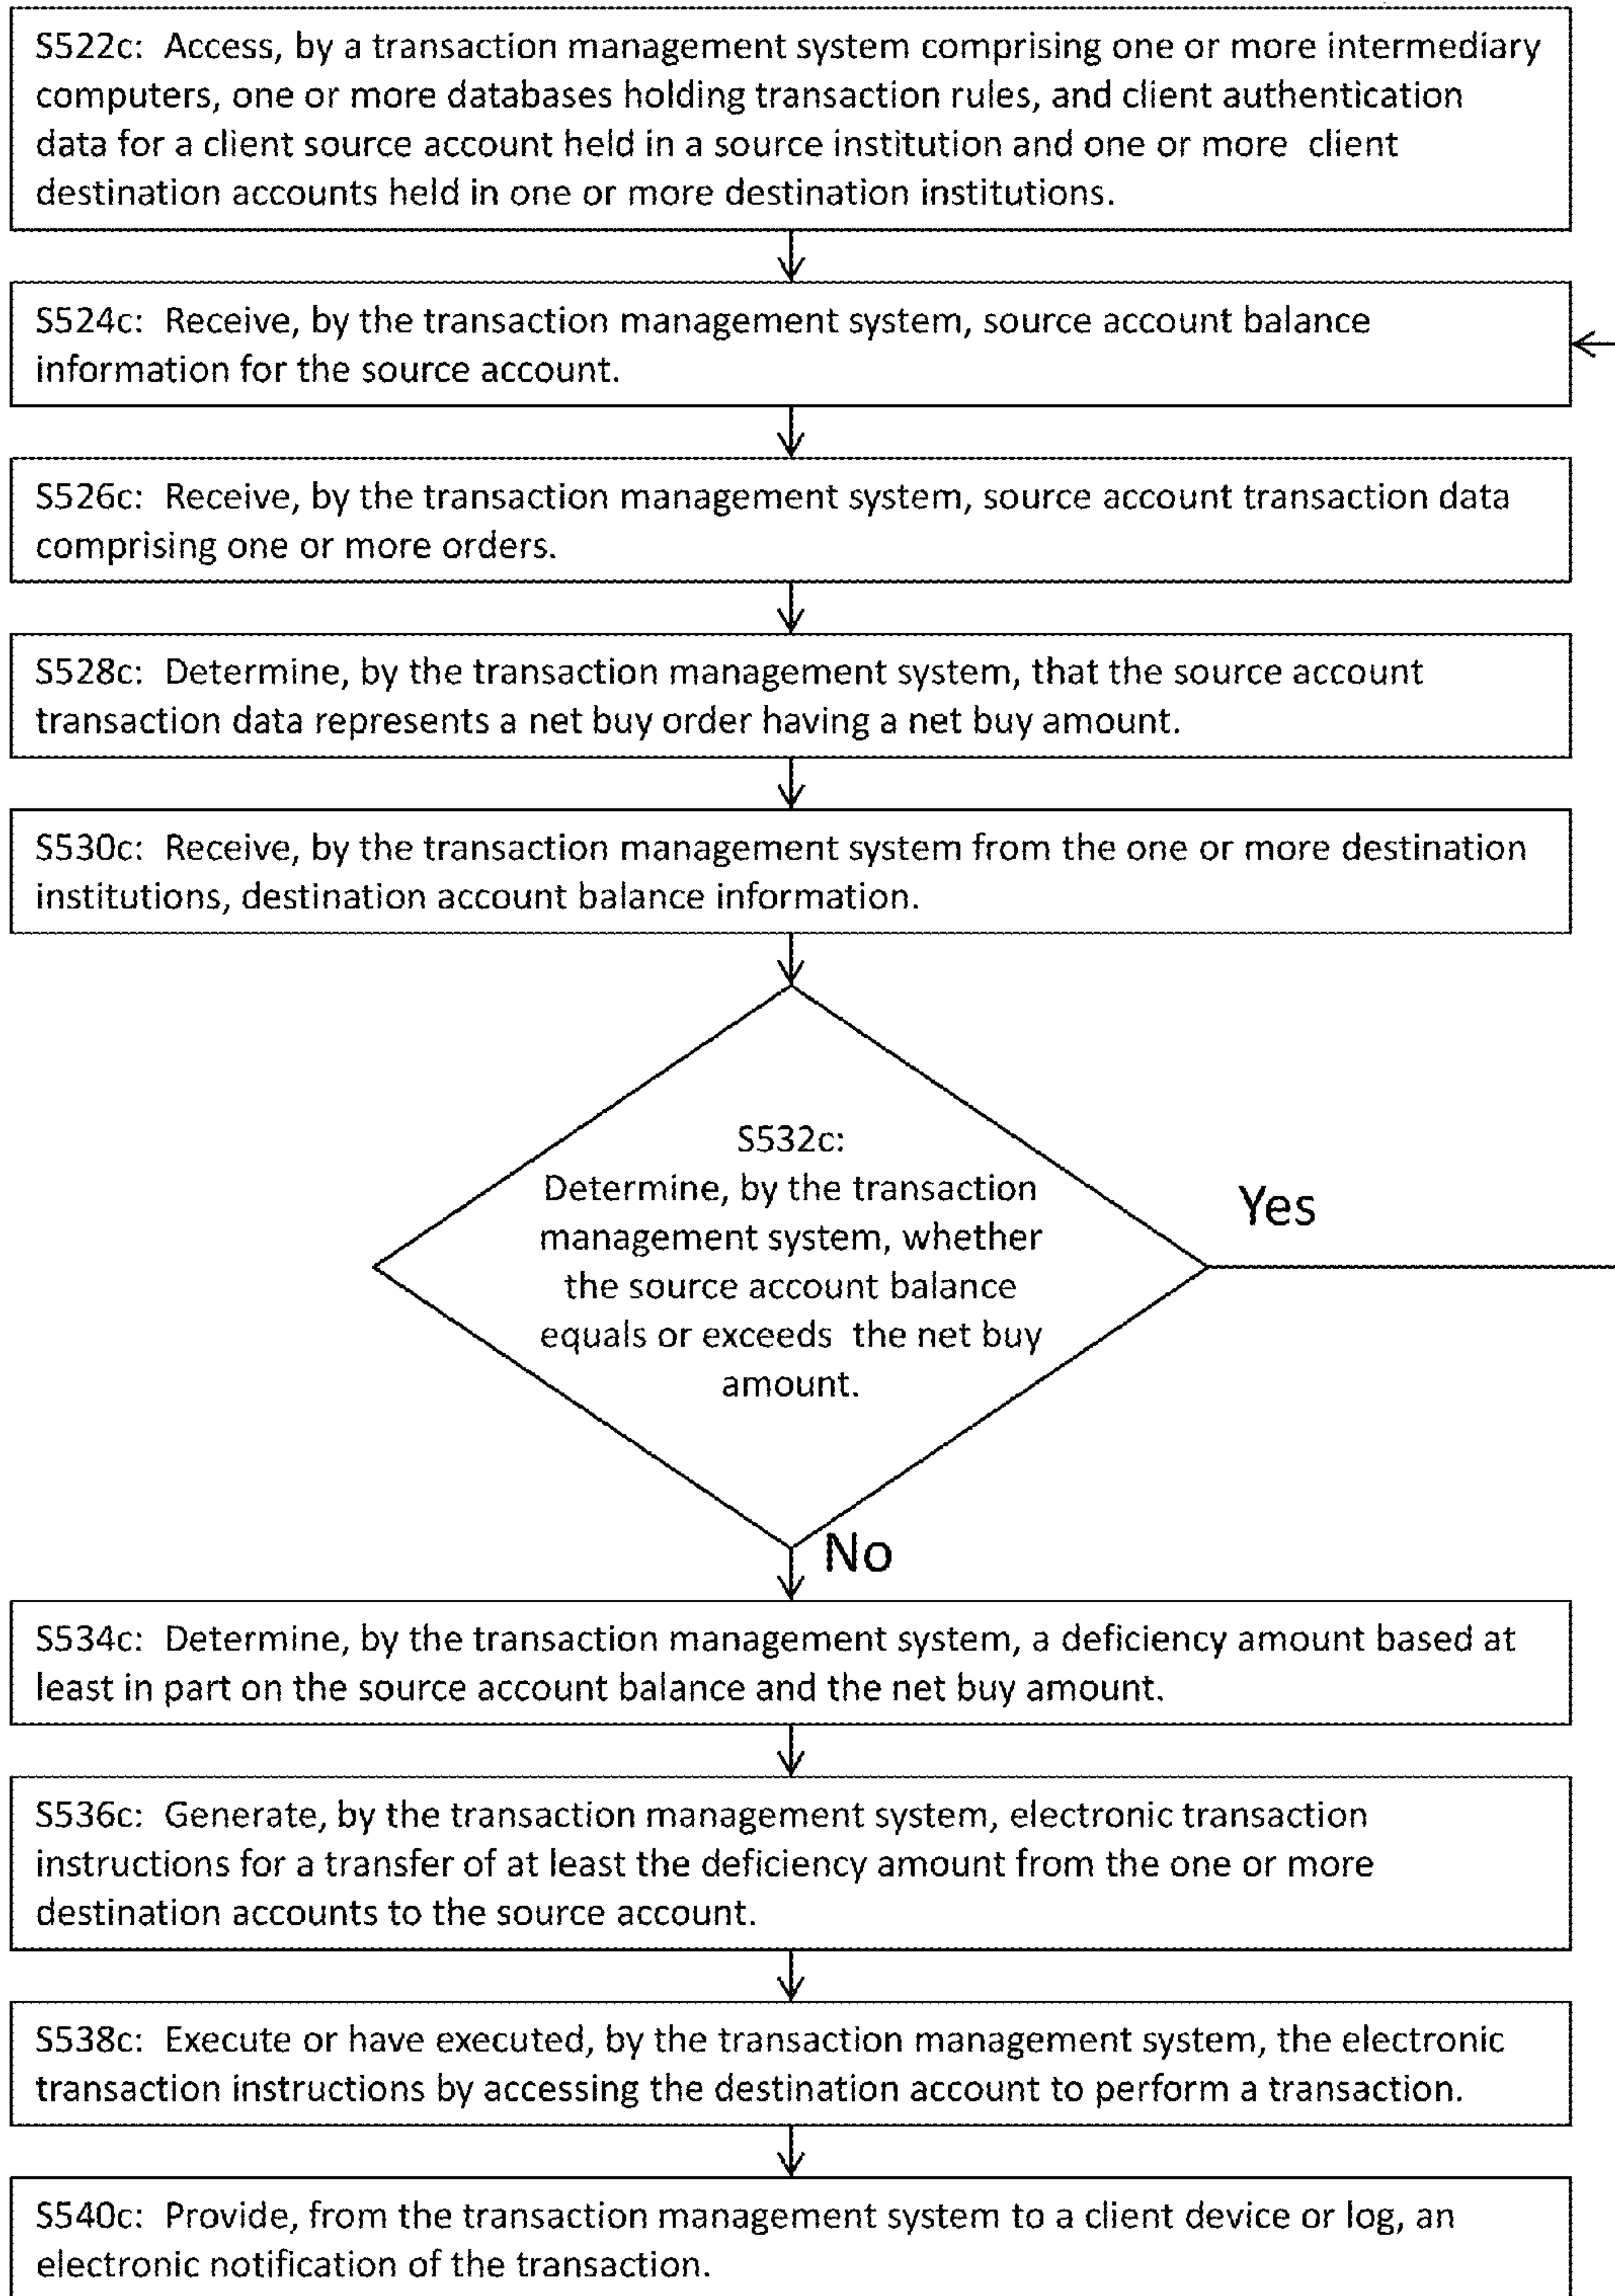 S522c: Access, by a transaction management system comprising one or more intermediary
computers, one or more databases holding transaction rules, and client authentication
data for a client source account held in a source institution and one or more client
destination accounts held in one or more destination institutions.
S524c: Receive, by the transaction management system, source account balance
information for the source account.
S526c: Receive, by the transaction management system, source account transaction data
comprising one or more orders.
S528c: Determine, by the transaction management system, that the source account
transaction data represents a net buy order having a net buy amount.
S530c: Receive, by the transaction management system from the one or more destination
institutions, destination account balance information.
S532c:
Determine, by the transaction
management system, whether
the source account balance
equals or exceeds the net buy
amount.
Yes
No
S534c: Determine, by the transaction management system, a deficiency amount based at
least in part on the source account balance and the net buy amount.
S536c: Generate, by the transaction management system, electronic transaction
instructions for a transfer of at least the deficiency amount from the one or more
destination accounts to the source account.
S538c: Execute or have executed, by the transaction management system, the electronic
transaction instructions by accessing the destination account to perform a transaction.
S540c: Provide, from the transaction management system to a client device or log, an
electronic notification of the transaction.